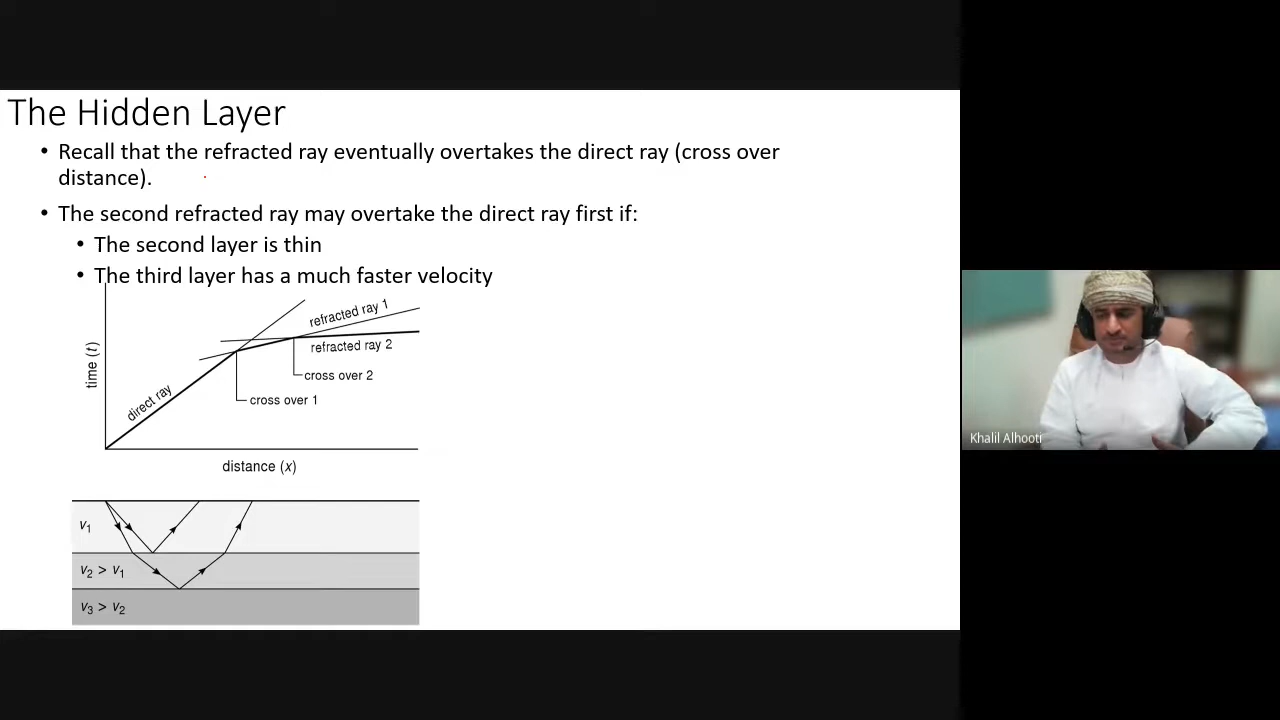 The Hidden Layer
• Recall that the refracted ray eventually overtakes the direct ray (cross over
distance).
• The second refracted ray may overtake the direct ray first if:
• The second layer is thin
• The third layer has a much faster velocity
refracted ray 1
refracted ray 2
cross over 2
cross over 1
direct ray
time (t)
distance (x)
v₁
v₂ > v₁
v₃ > v₂
Khalil Alhooti